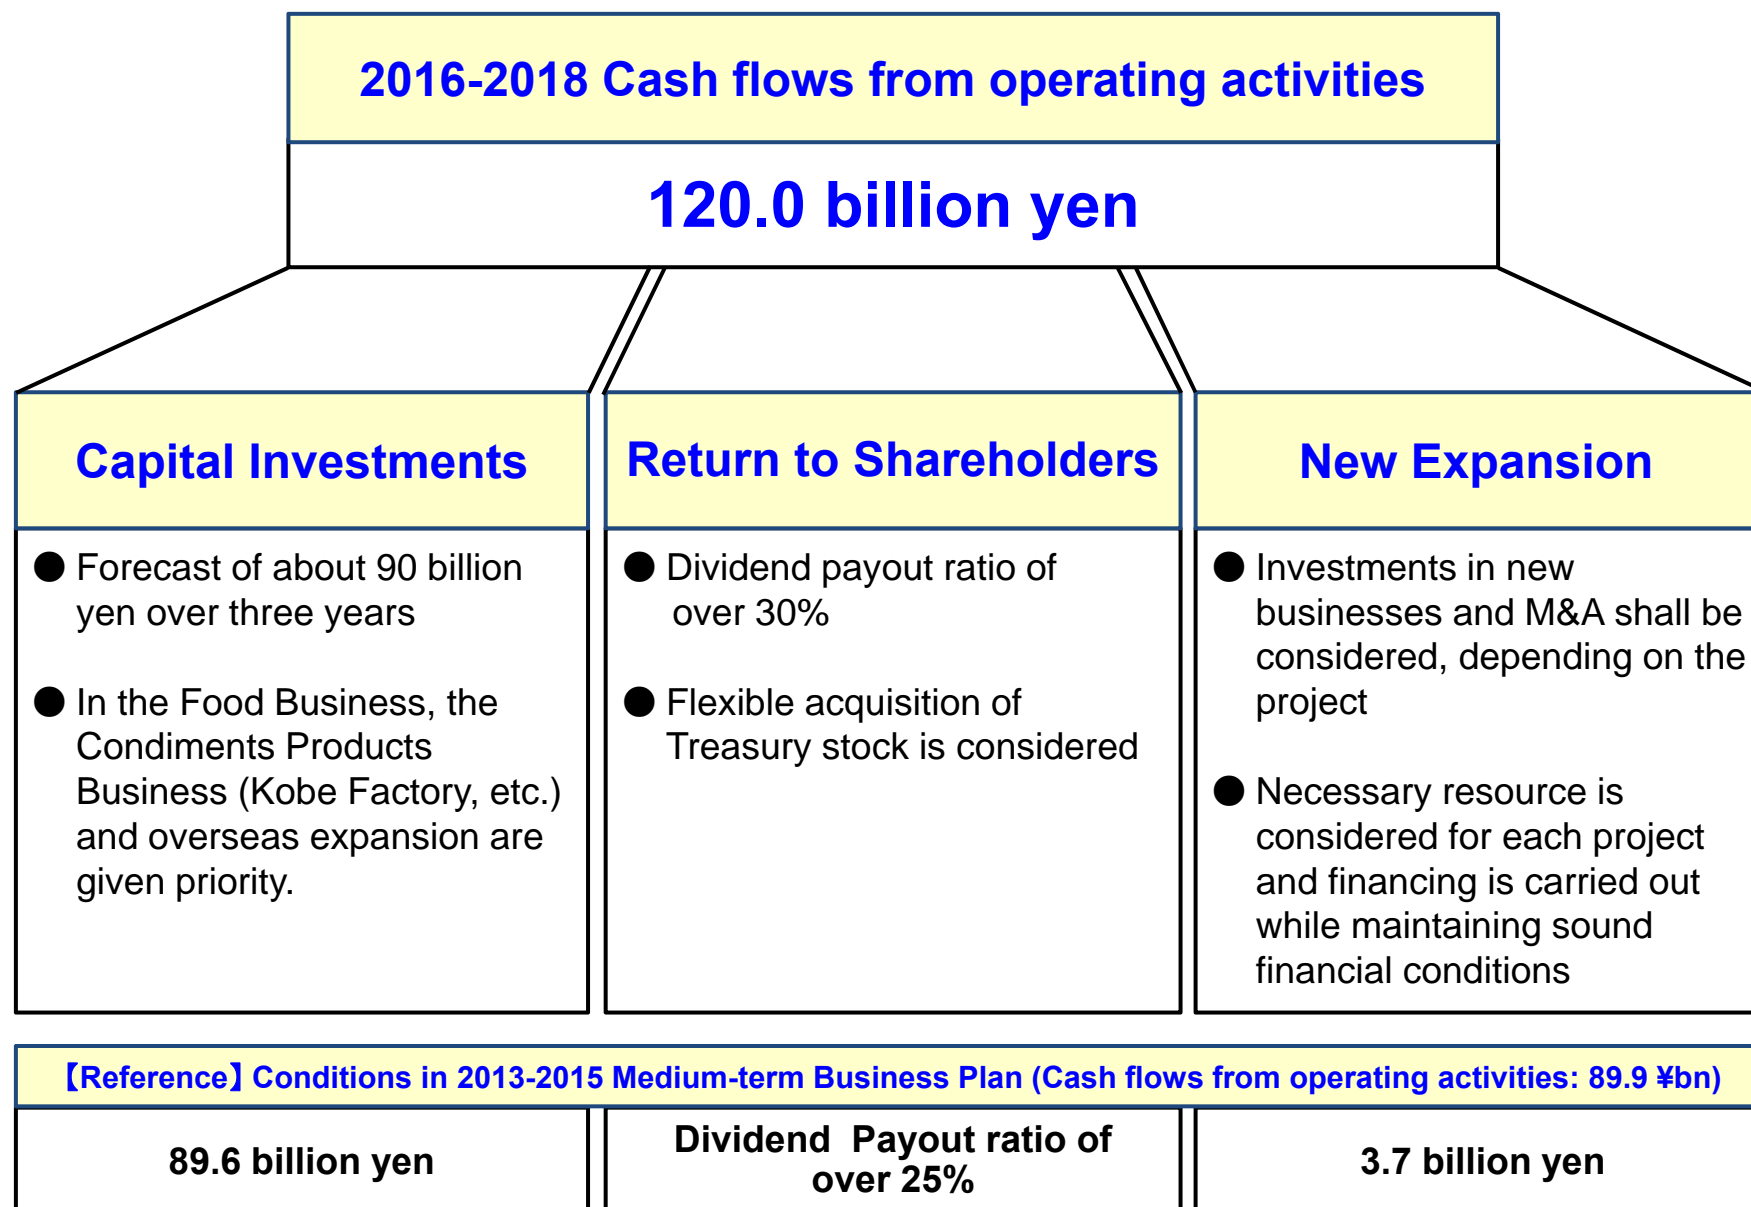 2016-2018 Cash flows from operating activities
120.0 billion yen
Capital Investments
● Forecast of about 90 billion
yen over three years
● In the Food Business, the
Condiments Products
Business (Kobe Factory, etc.)
and overseas expansion are
given priority.
Return to Shareholders
● Dividend payout ratio of
over 30%
● Flexible acquisition of
Treasury stock is considered
New Expansion
● Investments in new
businesses and M&A shall be
considered, depending on the
project
● Necessary resource is
considered for each project
and financing is carried out
while maintaining sound
financial conditions
【Reference】Conditions in 2013-2015 Medium-term Business Plan (Cash flows from operating activities: 89.9 ¥bn)
89.6 billion yen
Dividend Payout ratio of
over 25%
3.7 billion yen